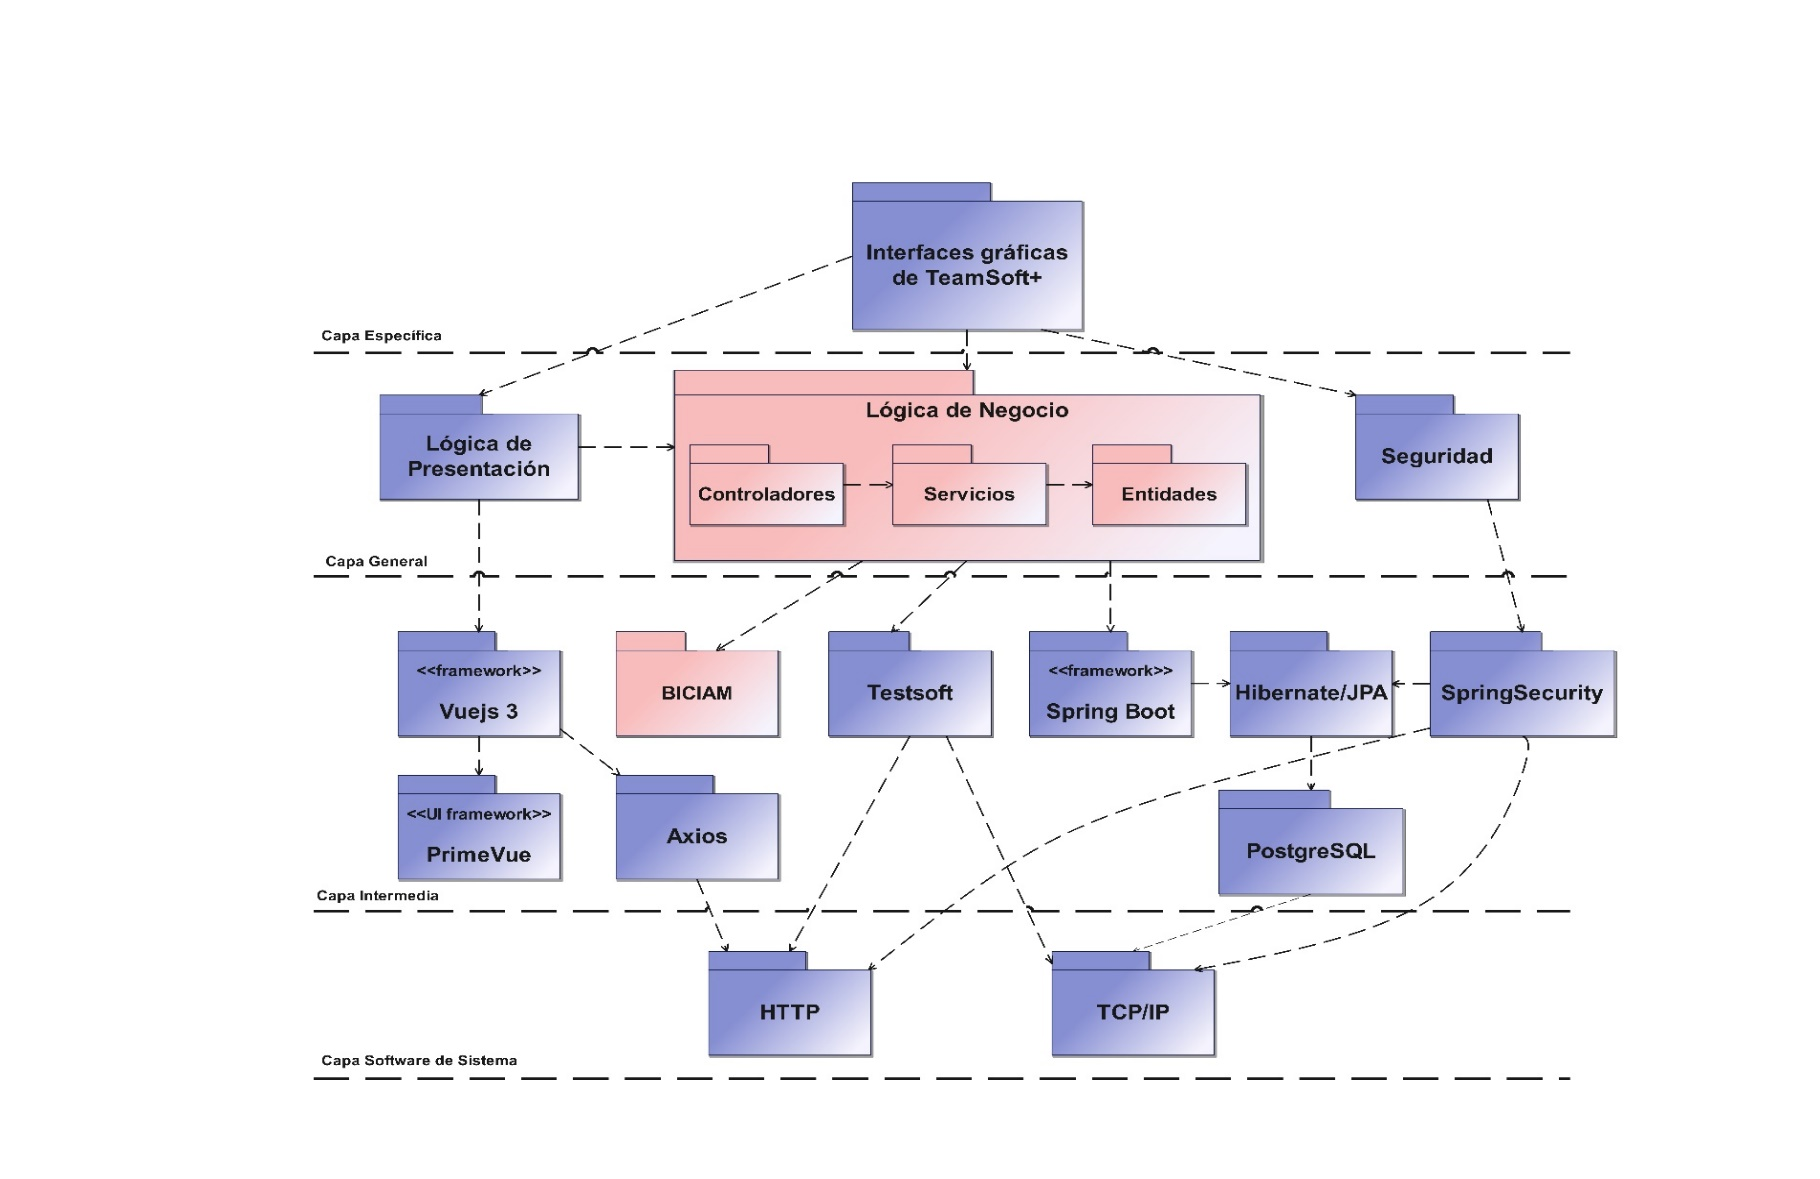 Interfaces gráficas
de TeamSoft+
Capa Específica
Lógica de
Presentación
Lógica de Negocio
Controladores
Servicios
Entidades
Seguridad
Capa General
<<framework>>
Vuejs 3
BICIAM
Testsoft
<<framework>>
Spring Boot
Hibernate/JPA
SpringSecurity
<<UI framework>>
PrimeVue
Axios
PostgreSQL
Capa Intermedia
HTTP
TCP/IP
Capa Software de Sistema